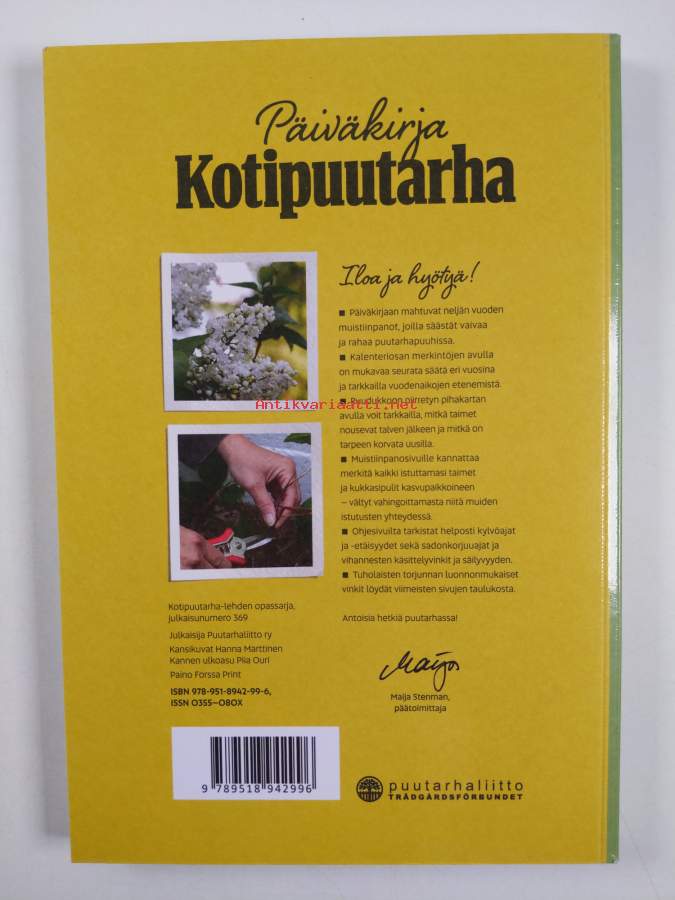 Päiväkirja
Kotipuutarha
Iloa ja hyötyä!
■ Päiväkirjaan mahtuvat neljän vuoden
muistiinpanot, joilla säästät vaivaa
ja rahaa puutarhapuuhissa.
■ Kalenteriosan merkintöjen avulla
on mukavaa seurata säätä eri vuosina
ja tarkkailla vuodenaikojen etenemistä.
■ Ruudukkoon piirretyn pihakartan
avulla voit tarkkailla, mitkä taimet
nousevat talven jälkeen ja mitkä on
tarpeen korvata uusilla.
■ Muistiinpanosivuille kannattaa
merkitä kaikki istuttamasi taimet
ja kukkasipulit kasvupaikkoineen
– vältyt vahingoittamasta niitä muiden
istutusten yhteydessä.
■ Ohjesivuilta tarkistat helposti kylvöajat
ja -etäisyydet sekä sadonkorjuuajat ja
vihannesten käsittelyvinkit ja säilyvyyden.
■ Tuholaisten torjunnan luonnonmukaiset
vinkit löydät viimeisten sivujen taulukosta.
Antoisia hetkiä puutarhassa!
Maija
Maija Stenman,
päätoimittaja
Antikvariaatti.net
Kotipuutarha-lehden opassarja,
julkaisunumero 369
Julkaisija Puutarhaliitto ry
Kansikuvat Hanna Marttinen
Kannen ulkoasu Piia Ouri
Paino Forssa Print
ISBN 978-951-8942-99-6,
ISSN 0355-080X
9 789518 942996
puutarhaliitto
TRÄDGÅRDSFÖRBUNDET